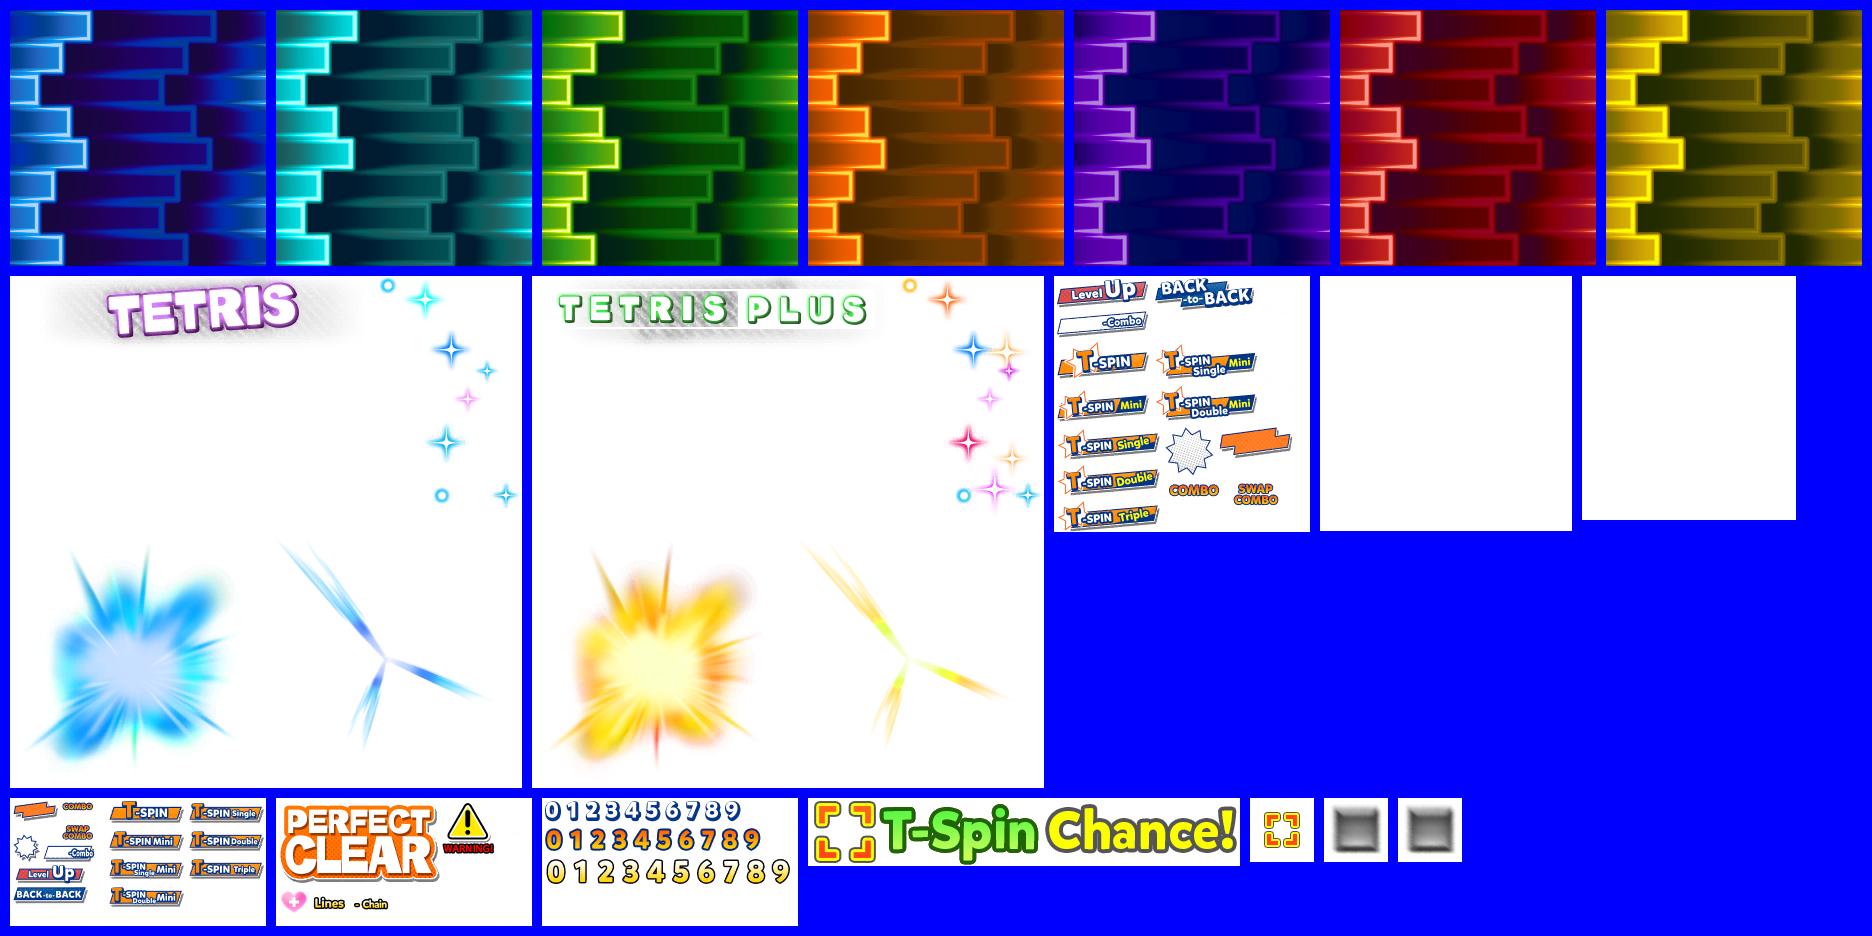 TETRIS
TETRIS PLUS
Level Up
BACK
-to-BACK
-Combo
T-SPIN
T-SPIN Mini
Single
T-SPIN Mini
T-SPIN Mini
Double
T-SPIN Single
T-SPIN Double
T-SPIN Triple
COMBO
SWAP
COMBO
COMBO
SWAP
COMBO
-Combo
Level Up
BACK-to-BACK
T-SPIN
T-SPIN Single
T-SPIN Mini
T-SPIN Double
T-SPIN Mini
Single
T-SPIN Triple
T-SPIN Mini
Double
PERFECT
CLEAR
WARNING!
Lines
- Chain
0123456789
0123456789
0123456789
T-Spin Chance!